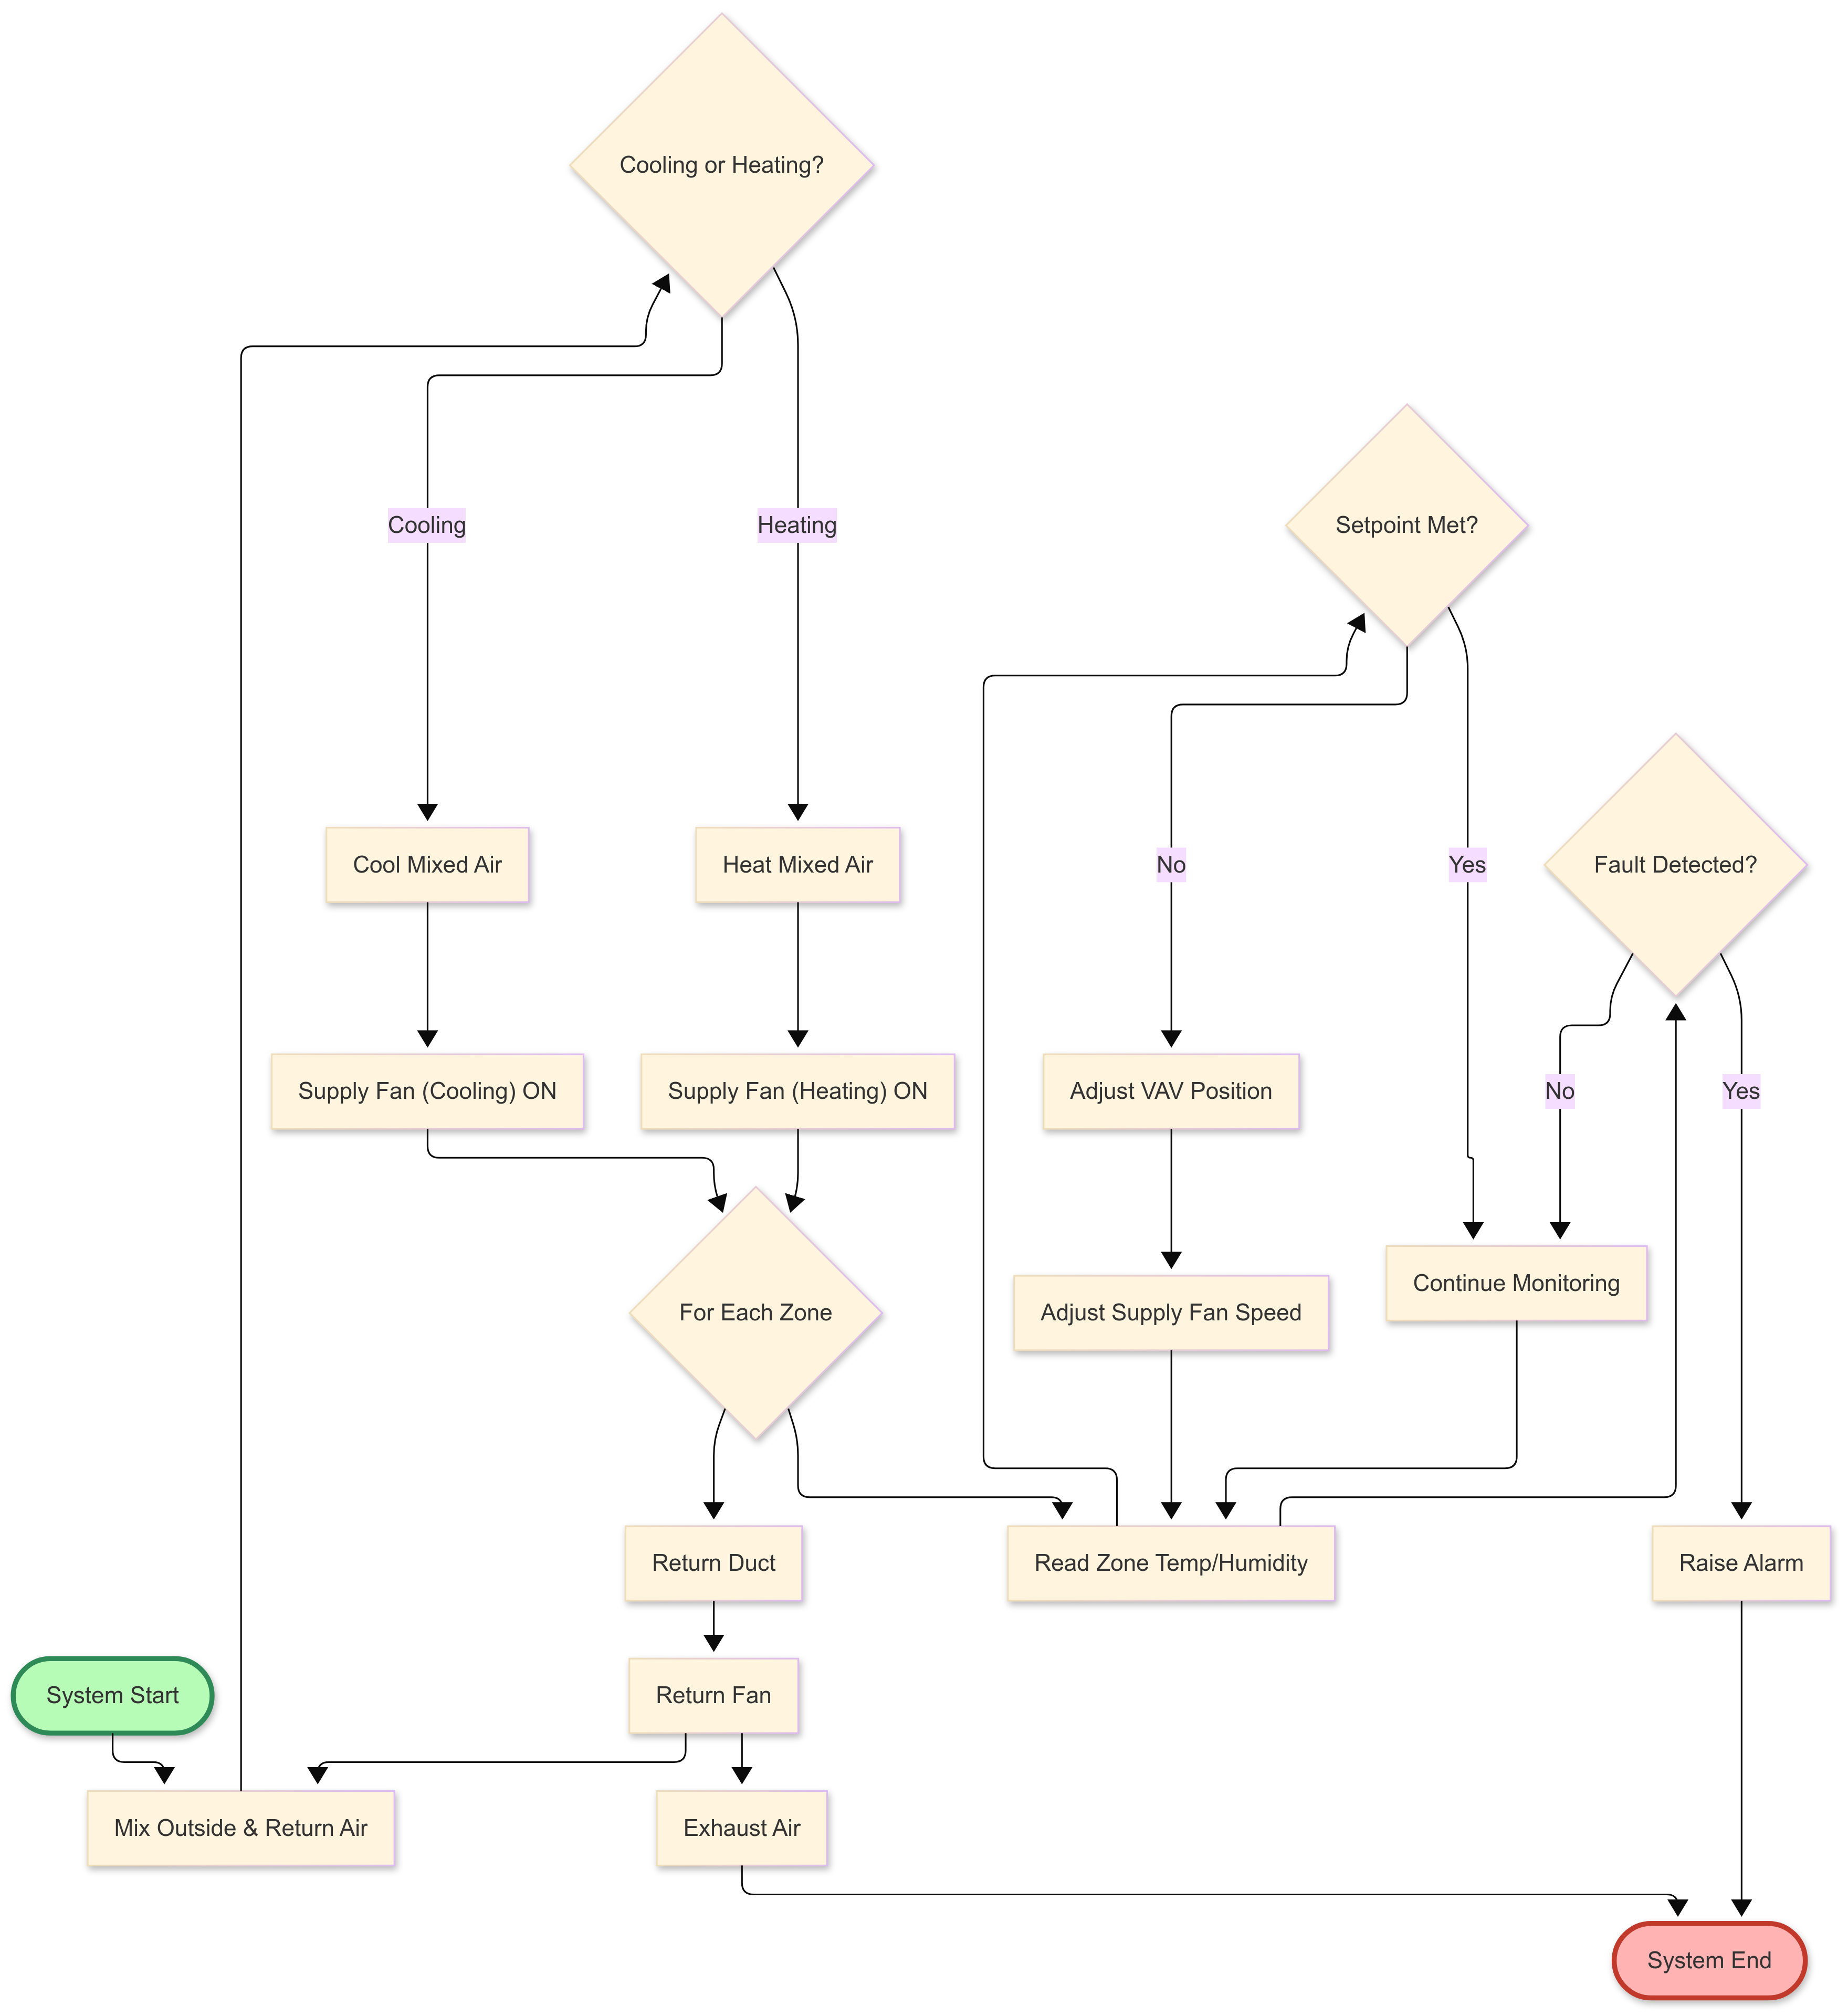 Cooling or Heating?
Cooling
Heating
Setpoint Met?
Cool Mixed Air
Heat Mixed Air
No
Yes
Fault Detected?
Supply Fan (Cooling) ON
Supply Fan (Heating) ON
Adjust VAV Position
No
Yes
For Each Zone
Adjust Supply Fan Speed
Continue Monitoring
Return Duct
Read Zone Temp/Humidity
Raise Alarm
System Start
Return Fan
Mix Outside & Return Air
Exhaust Air
System End